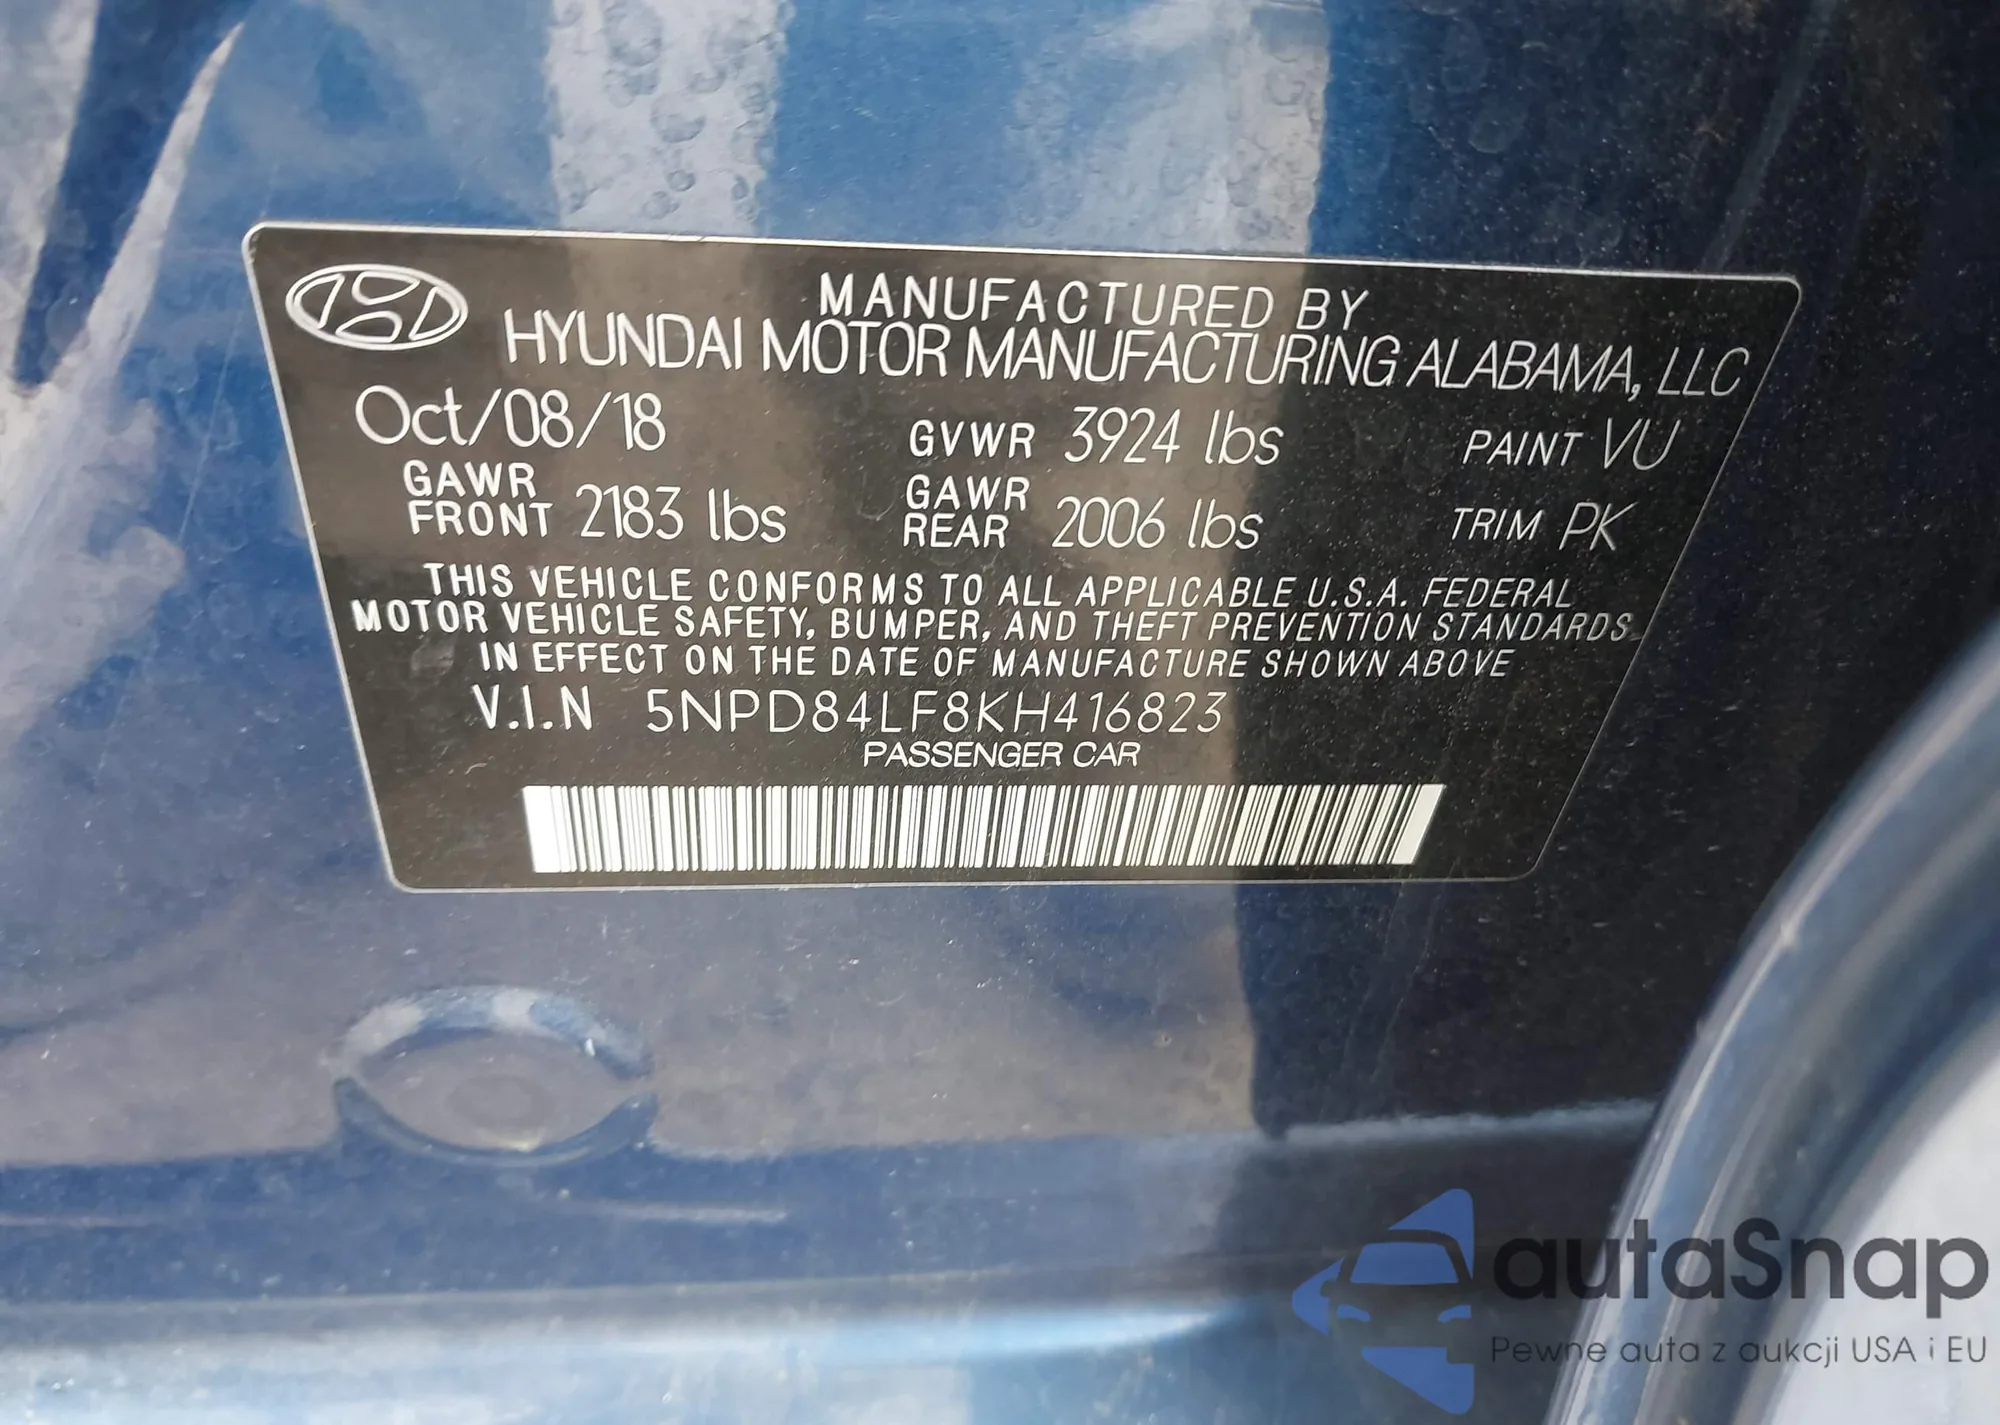 MANUFACTURED BY
HYUNDAI MOTOR MANUFACTURING ALABAMA, LLC
Oct/08/18 GVWR 3924 lbs PAINT VU
GAWR FRONT 2183 lbs GAWR REAR 2006 lbs TRIM PK
THIS VEHICLE CONFORMS TO ALL APPLICABLE U.S.A. FEDERAL
MOTOR VEHICLE SAFETY, BUMPER, AND THEFT PREVENTION STANDARDS
IN EFFECT ON THE DATE OF MANUFACTURE SHOWN ABOVE
V.I.N 5NPD84LF8KH416823
PASSENGER CAR
autaSnap
Pewne auta z aukcji USA i EU